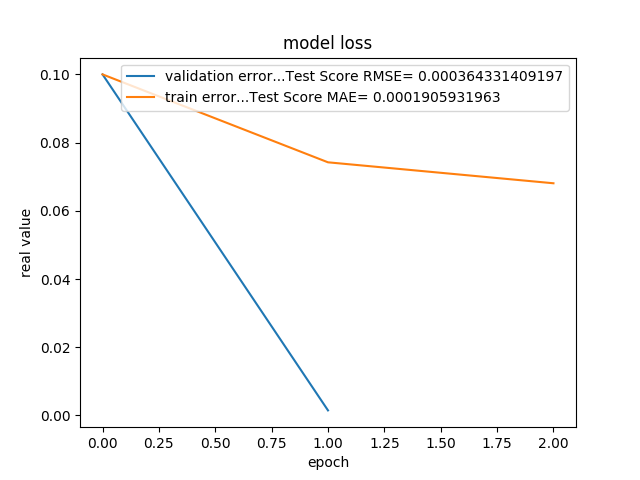 model loss
validation error...Test Score RMSE= 0.000364331409197
train error...Test Score MAE= 0.0001905931963
real value
0.10
0.08
0.06
0.04
0.02
0.00
0.00 0.25 0.50 0.75 1.00 1.25 1.50 1.75 2.00
epoch